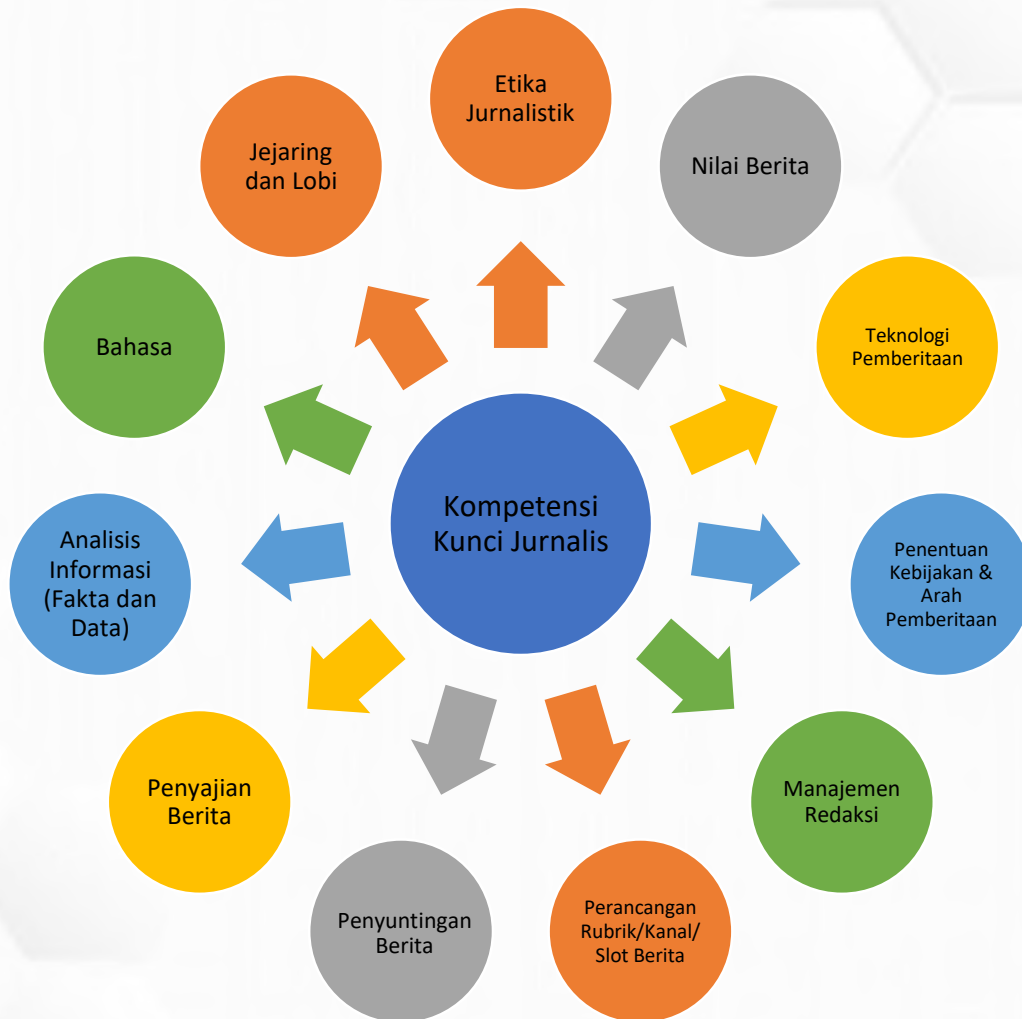 Etika
Jurnalistik
Nilai Berita
Teknologi
Pemberitaan
Penentuan
Kebijakan &
Arah
Pemberitaan
Manajemen
Redaksi
Perancangan
Rubrik/Kanal/
Slot Berita
Penyuntingan
Berita
Penyajian
Berita
Analisis
Informasi
(Fakta dan
Data)
Bahasa
Jejaring
dan Lobi
Kompetensi
Kunci Jurnalis